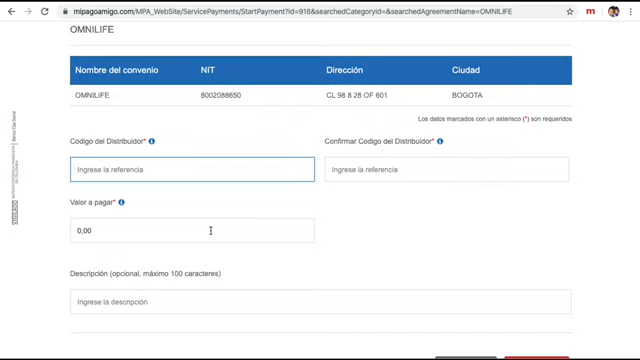 mipagoamigo.com/MPA_WebSite/ServicePayments/StartPayment?id=918&searchedCategoryId=&searchedAgreementName=OMNILIFE
OMNILIFE
Nombre del convenio NIT Dirección Ciudad
OMNILIFE 8002088650 CL 98 8 28 OF 601 BOGOTA
Los datos marcados con un asterisco (*) son requeridos
Codigo del Distribuidor* Confirmar Codigo del Distribuidor*
Ingrese la referencia Ingrese la referencia
Valor a pagar*
0,00
Descripción (opcional, máximo 100 caracteres)
Ingrese la descripción
VIGILADO